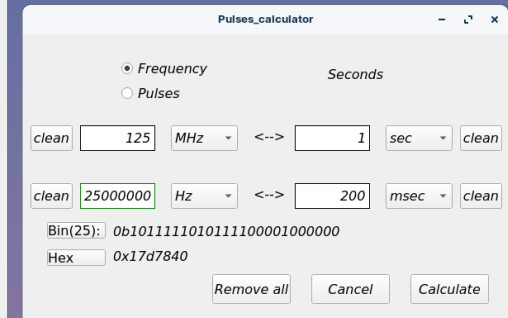 Pulses_calculator
Frequency
Seconds
Pulses
clean 125 MHz <--> 1 sec clean
clean 25000000 Hz <--> 200 msec clean
Bin(25): 0b1011111010111100001000000
Hex 0x17d7840
Remove all Cancel Calculate